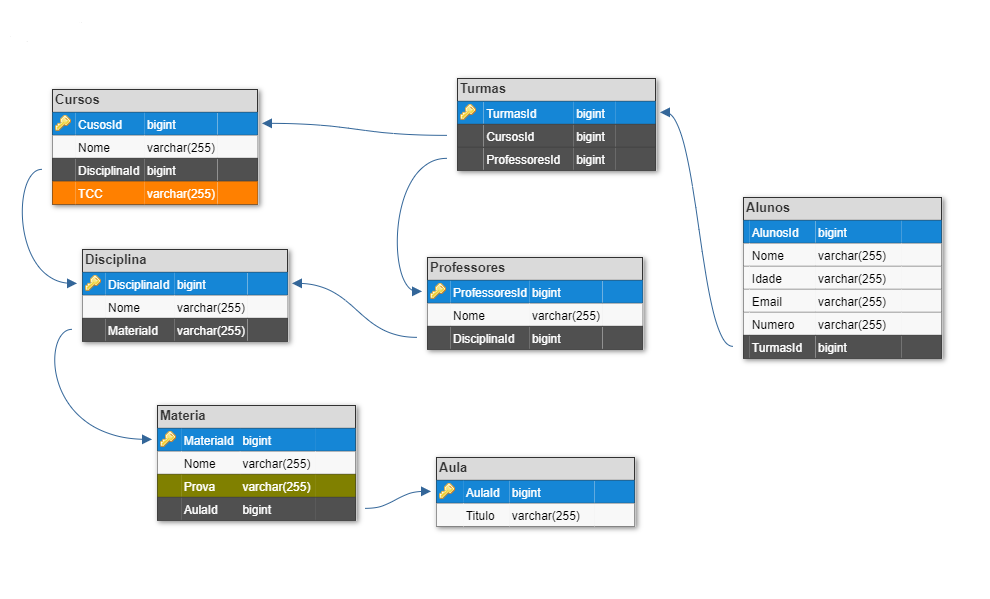 Cursos
CusosId bigint
Nome varchar(255)
DisciplinaId bigint
TCC varchar(255)
Turmas
TurmasId bigint
CursosId bigint
ProfessoresId bigint
Alunos
AlunosId bigint
Nome varchar(255)
Idade varchar(255)
Email varchar(255)
Numero varchar(255)
TurmasId bigint
Disciplina
DisciplinaId bigint
Nome varchar(255)
MateriaId varchar(255)
Professores
ProfessoresId bigint
Nome varchar(255)
DisciplinaId bigint
Materia
MateriaId bigint
Nome varchar(255)
Prova varchar(255)
AulaId bigint
Aula
AulaId bigint
Titulo varchar(255)